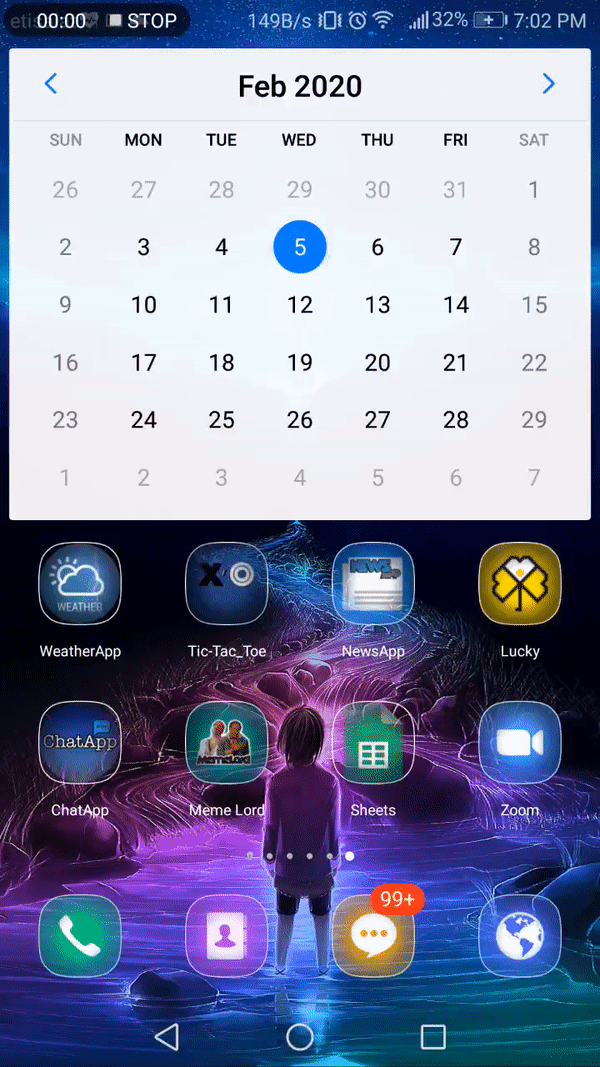 00:00 STOP 149B/s 32% 7:02 PM
Feb 2020
SUN MON TUE WED THU FRI SAT
26 27 28 29 30 31 1
2 3 4 5 6 7 8
9 10 11 12 13 14 15
16 17 18 19 20 21 22
23 24 25 26 27 28 29
1 2 3 4 5 6 7
WEATHER X O NEWS APP
WeatherApp Tic-Tac_Toe NewsApp Lucky
ChatApp MemeLord
ChatApp Meme Lord Sheets Zoom
99+